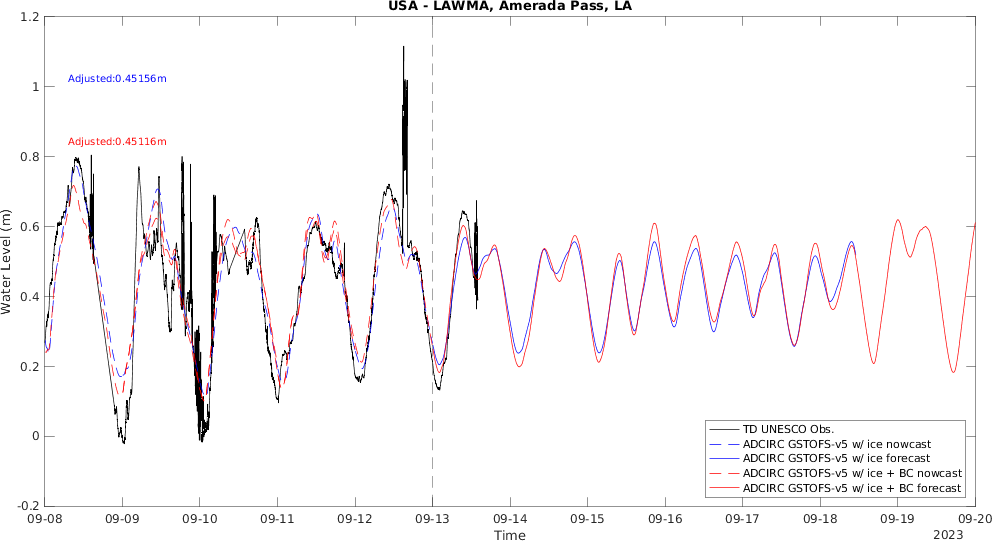 USA - LAWMA, Amerada Pass, LA
1.2
1
0.8
0.6
0.4
0.2
0
-0.2
Water Level (m)
Adjusted:0.45156m
Adjusted:0.45116m
TD UNESCO Obs.
ADCIRC GSTOFS-v5 w/ ice nowcast
ADCIRC GSTOFS-v5 w/ ice forecast
ADCIRC GSTOFS-v5 w/ ice + BC nowcast
ADCIRC GSTOFS-v5 w/ ice + BC forecast
09-08 09-09 09-10 09-11 09-12 09-13 09-14 09-15 09-16 09-17 09-18 09-19 09-20
Time
2023